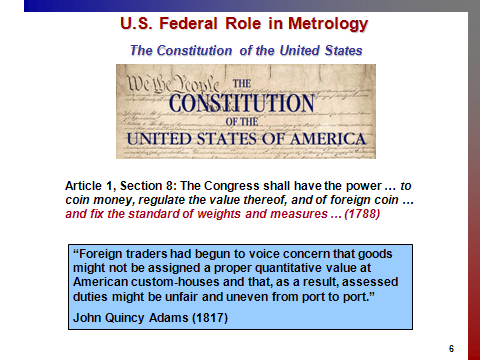 U.S. Federal Role in Metrology
The Constitution of the United States
We the People
THE
CONSTITUTION
OF THE
UNITED STATES OF AMERICA
Article 1, Section 8: The Congress shall have the power … to
coin money, regulate the value thereof, and of foreign coin …
and fix the standard of weights and measures … (1788)
“Foreign traders had begun to voice concern that goods
might not be assigned a proper quantitative value at
American custom-houses and that, as a result, assessed
duties might be unfair and uneven from port to port.”
John Quincy Adams (1817)
6